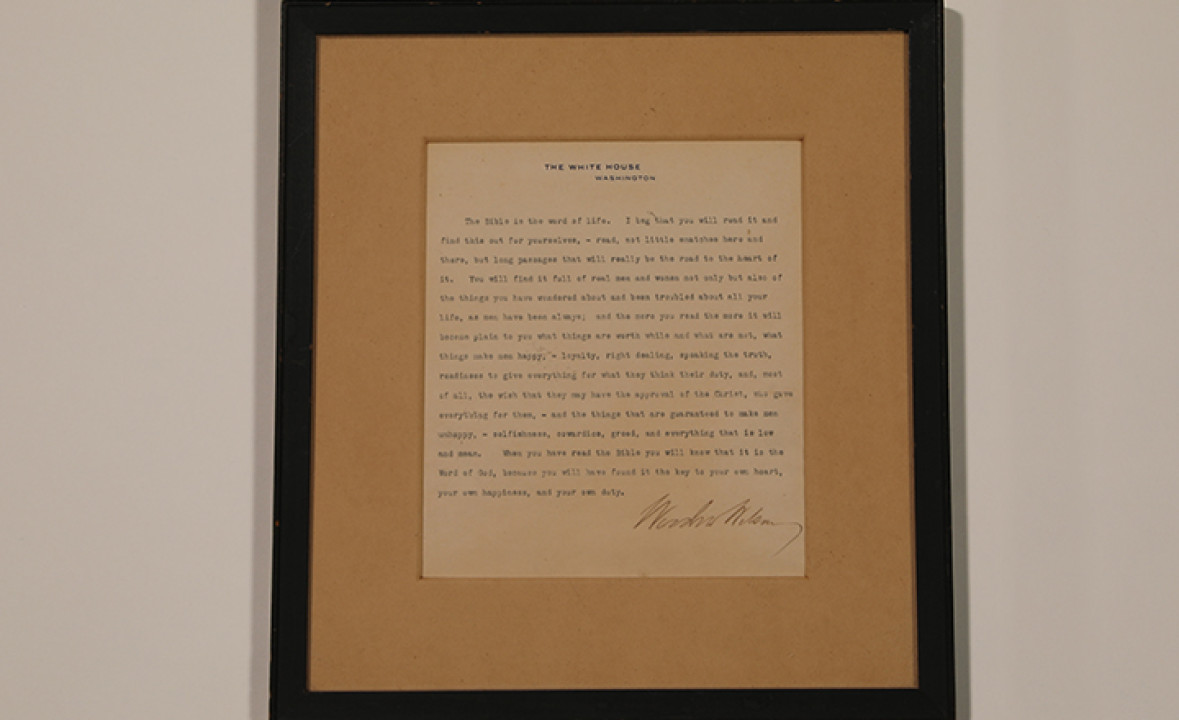 THE WHITE HOUSE
WASHINGTON
The Bible is the word of life. I beg that you will read it and
find this out for yourselves, - read, not little snatches here and
there, but long passages that will really be the road to the heart of
it. You will find it full of real men and women not only but also of
the things you have wondered about and been troubled about all your
life, as men have been always; and the more you read the more it will
become plain to you what things are worth while and what are not, what
things make men happy, - loyalty, right dealing, speaking the truth,
readiness to give everything for what they think their duty, and, most
of all, the wish that they may have the approval of the Christ, who gave
everything for them, - and the things that are guaranteed to make men
unhappy, - selfishness, cowardice, greed, and everything that is low
and mean. When you have read the Bible you will know that it is the
Word of God, because you will have found it the key to your own heart,
your own happiness, and your own duty.
Woodrow Wilson